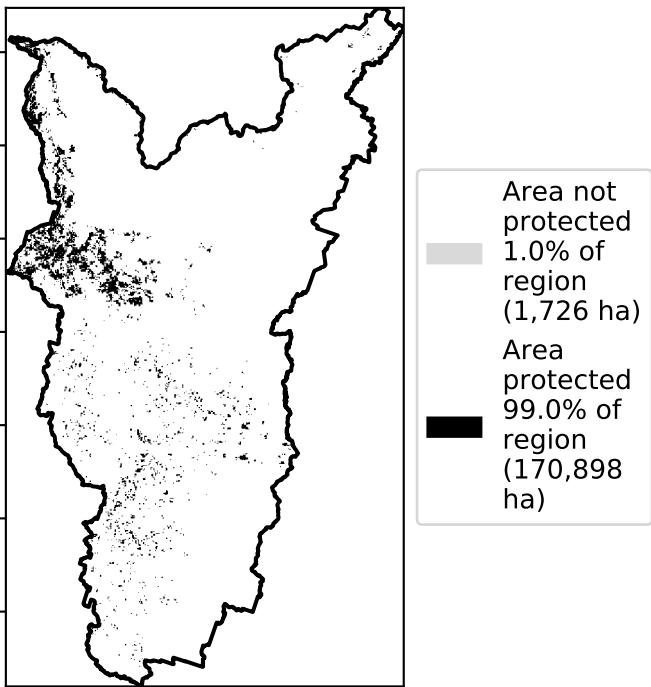 Area not
protected
1.0% of
region
(1,726 ha)
Area
protected
99.0% of
region
(170,898
ha)